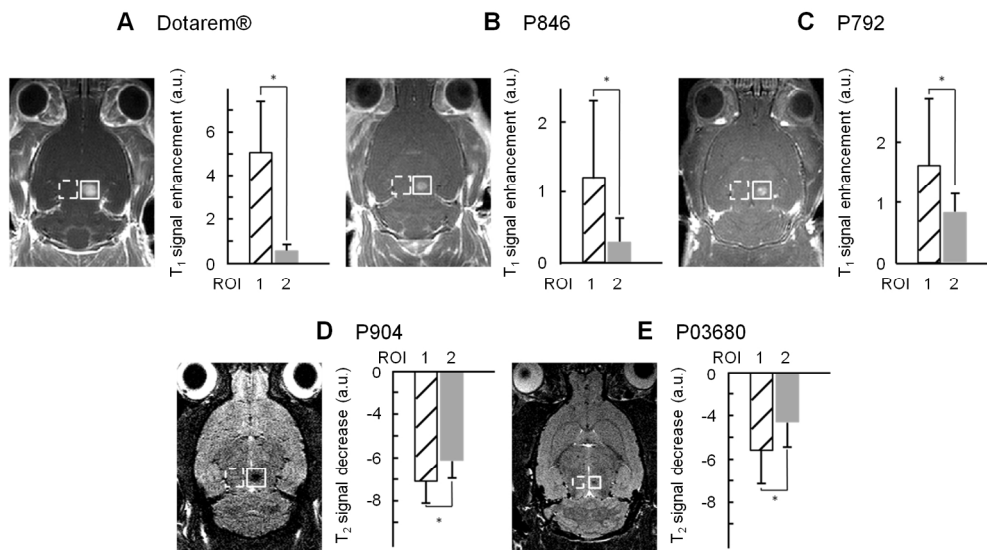 A Dotarem®
B P846
C P792
T1 signal enhancement (a.u.)
6
4
2
0
*
ROI 1 2
T1 signal enhancement (a.u.)
2
1
0
*
ROI 1 2
T1 signal enhancement (a.u.)
2
1
0
*
ROI 1 2
D P904
E P03680
T2 signal decrease (a.u.)
ROI 1 2
0
-4
-6
-8
*
T2 signal decrease (a.u.)
ROI 1 2
0
-4
-6
-8
*